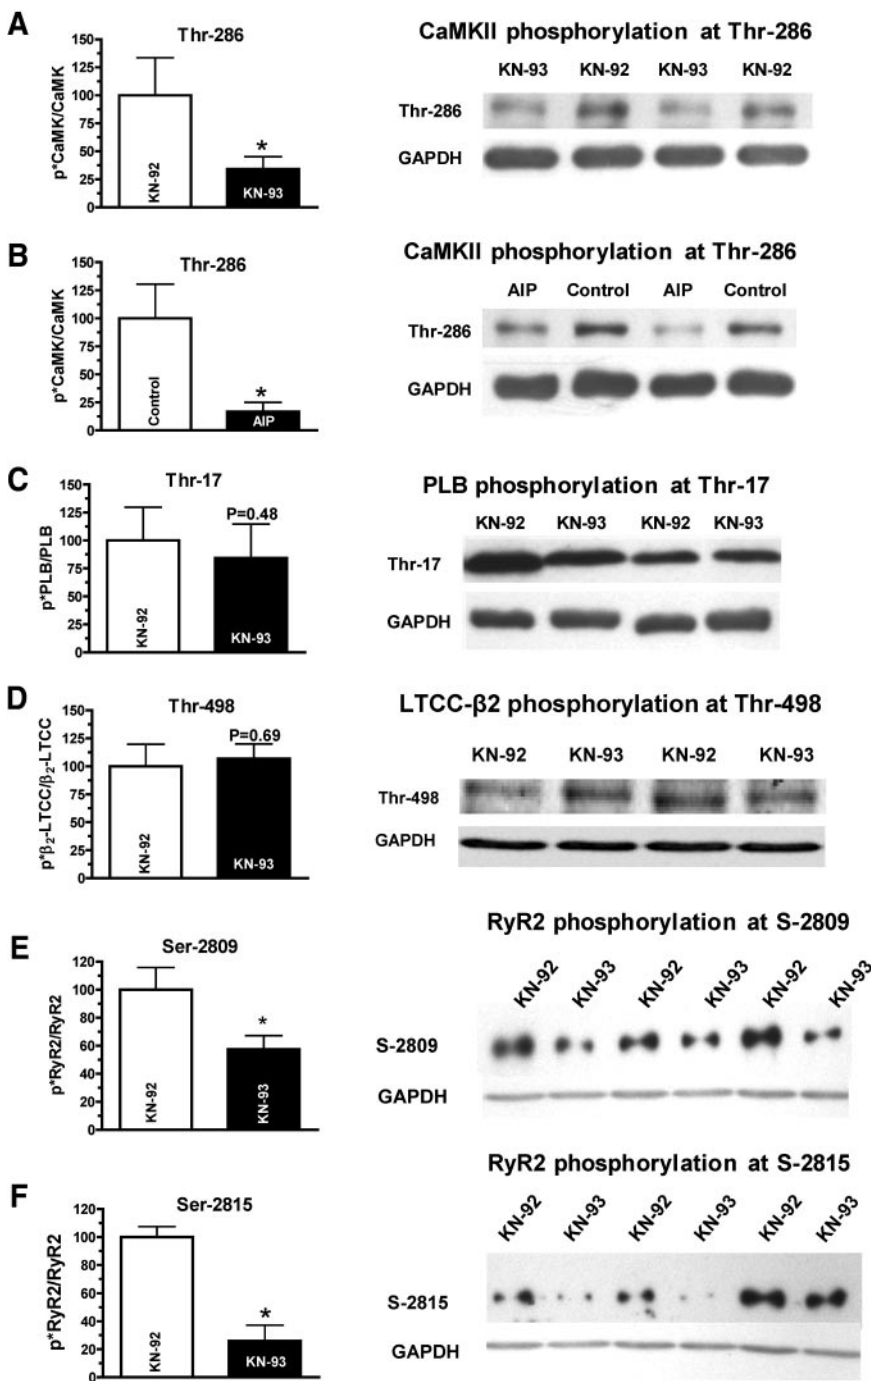 A
Thr-286
p*CaMK/CaMK
150
125
100
75
50
25
0
KN-92
*
KN-93
CaMKII phosphorylation at Thr-286
KN-93 KN-92 KN-93 KN-92
Thr-286
GAPDH
B
Thr-286
p*CaMK/CaMK
150
125
100
75
50
25
0
Control
*
AIP
CaMKII phosphorylation at Thr-286
AIP Control AIP Control
Thr-286
GAPDH
C
Thr-17
p*PLB/PLB
150
125
100
75
50
25
0
KN-92
P=0.48
KN-93
PLB phosphorylation at Thr-17
KN-92 KN-93 KN-92 KN-93
Thr-17
GAPDH
D
Thr-498
p*β2-LTCC/β2-LTCC
150
125
100
75
50
25
0
KN-92
P=0.69
KN-93
LTCC-β2 phosphorylation at Thr-498
KN-92 KN-93 KN-92 KN-93
Thr-498
GAPDH
E
Ser-2809
p*RyR2/RyR2
120
100
80
60
40
20
0
KN-92
*
KN-93
RyR2 phosphorylation at S-2809
KN-92 KN-93 KN-92 KN-93 KN-92 KN-93
S-2809
GAPDH
F
Ser-2815
p*RyR2/RyR2
120
100
80
60
40
20
0
KN-92
*
KN-93
RyR2 phosphorylation at S-2815
KN-92 KN-93 KN-92 KN-93 KN-92 KN-93
S-2815
GAPDH